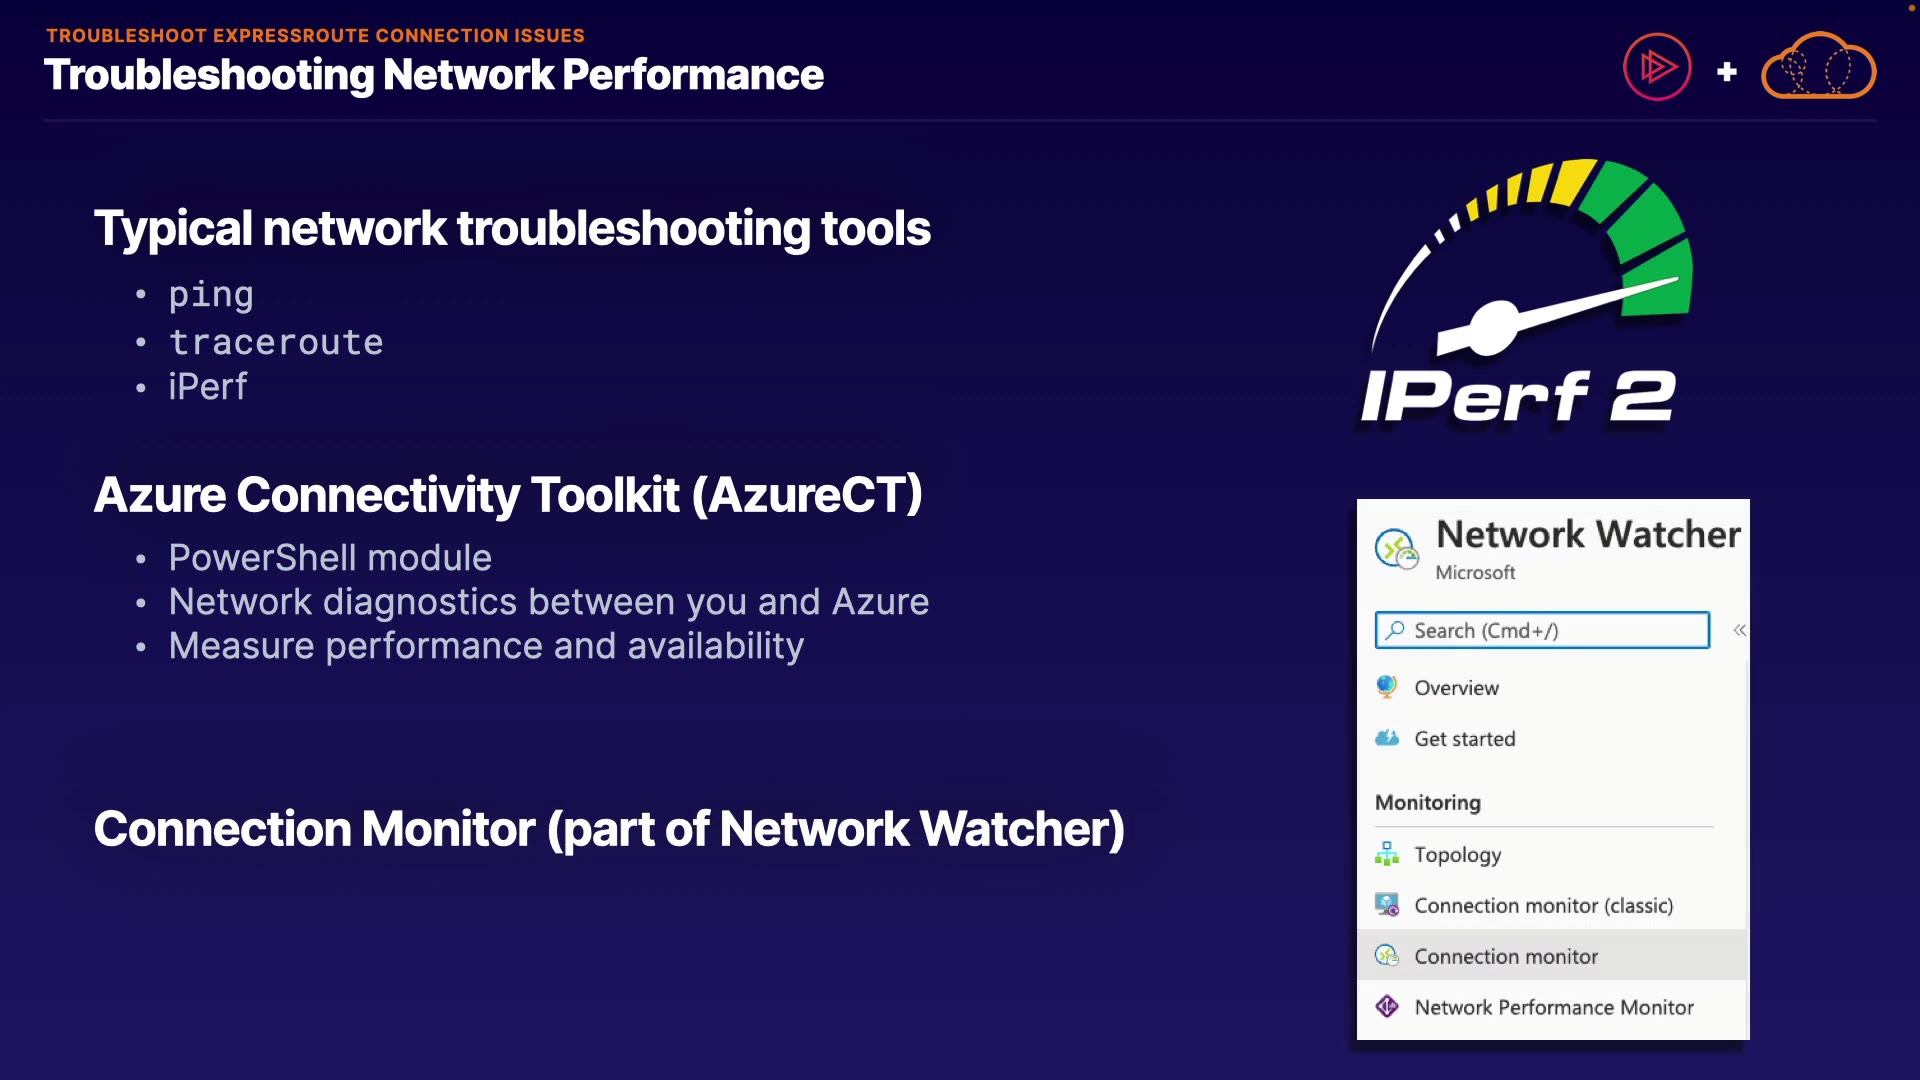 TROUBLESHOOT EXPRESSROUTE CONNECTION ISSUES
Troubleshooting Network Performance
+
Typical network troubleshooting tools
• ping
• traceroute
• iPerf
IPerf 2
Azure Connectivity Toolkit (AzureCT)
• PowerShell module
• Network diagnostics between you and Azure
• Measure performance and availability
Connection Monitor (part of Network Watcher)
Network Watcher
Microsoft
Search (Cmd+/)
«
Overview
Get started
Monitoring
Topology
Connection monitor (classic)
Connection monitor
Network Performance Monitor